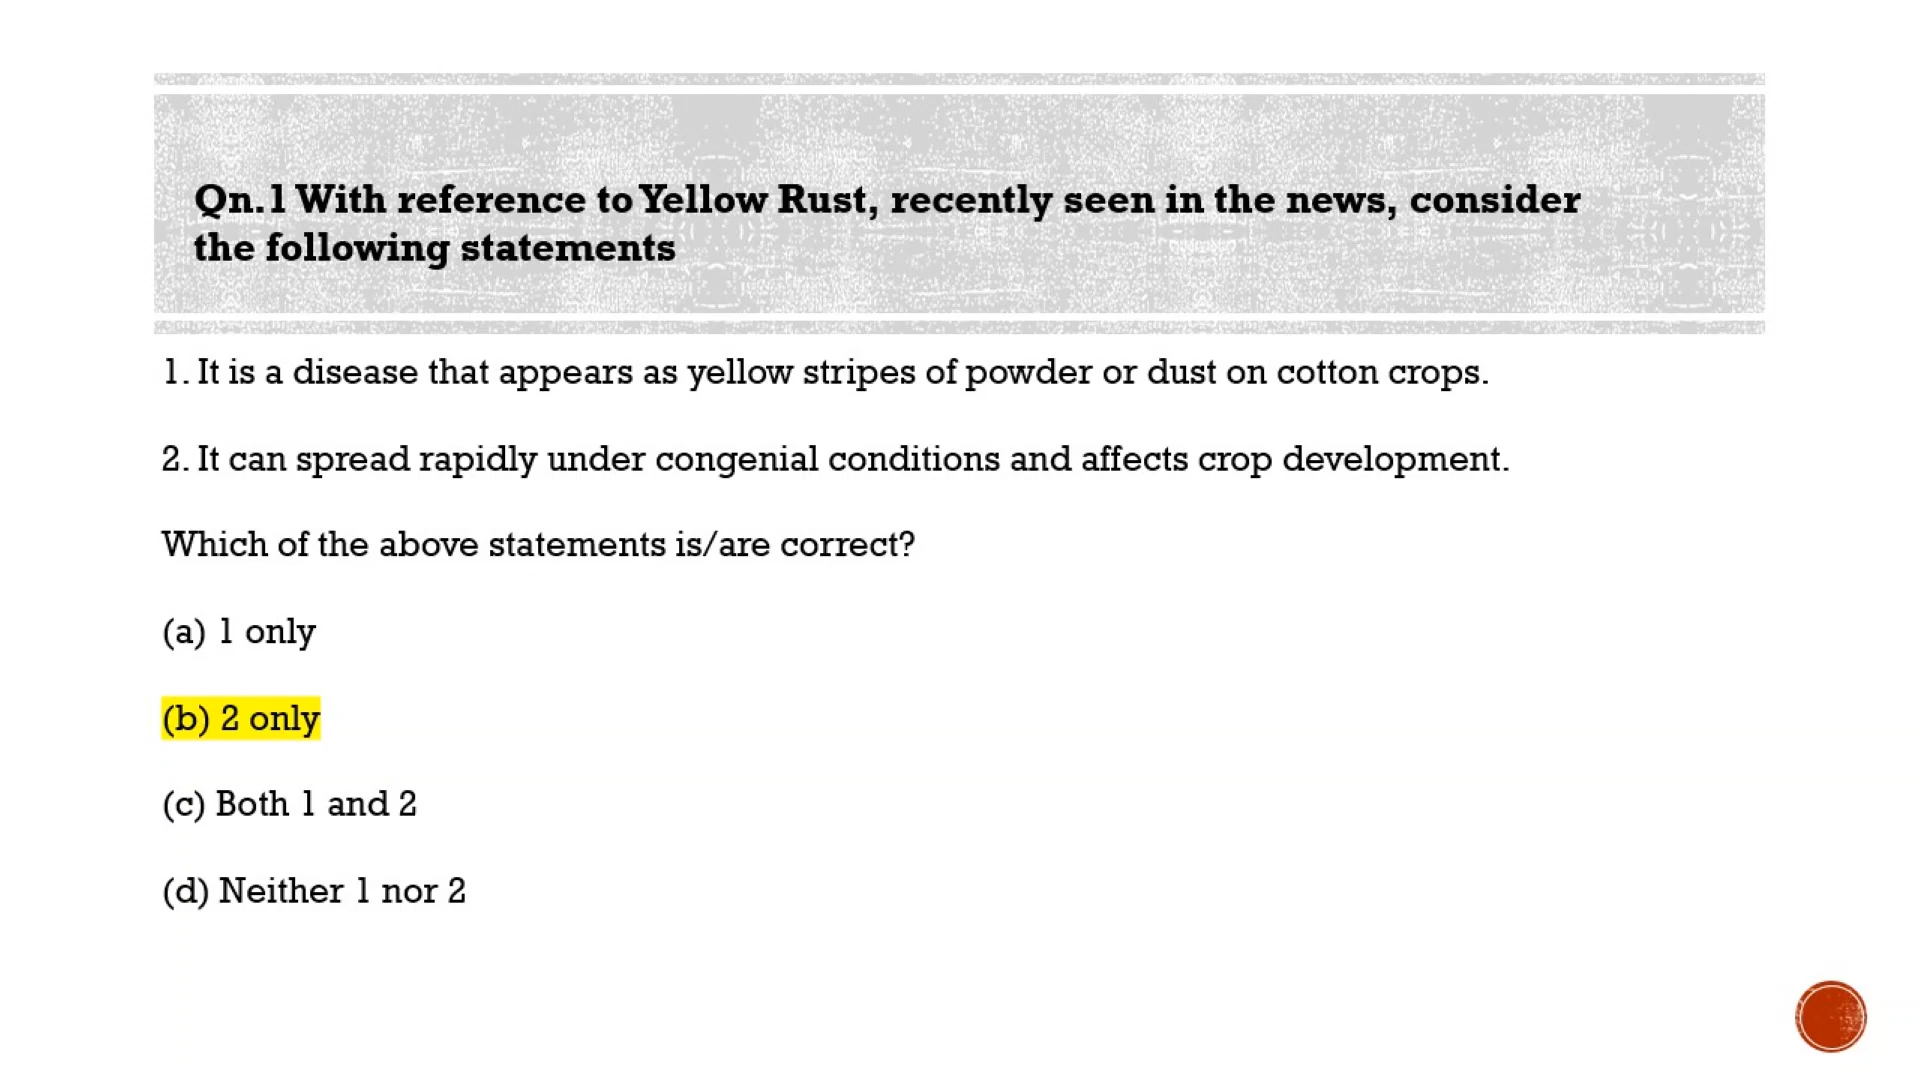 Qn.1 With reference to Yellow Rust, recently seen in the news, consider
the following statements
1. It is a disease that appears as yellow stripes of powder or dust on cotton crops.
2. It can spread rapidly under congenial conditions and affects crop development.
Which of the above statements is/are correct?
(a) 1 only
(b) 2 only
(c) Both 1 and 2
(d) Neither 1 nor 2